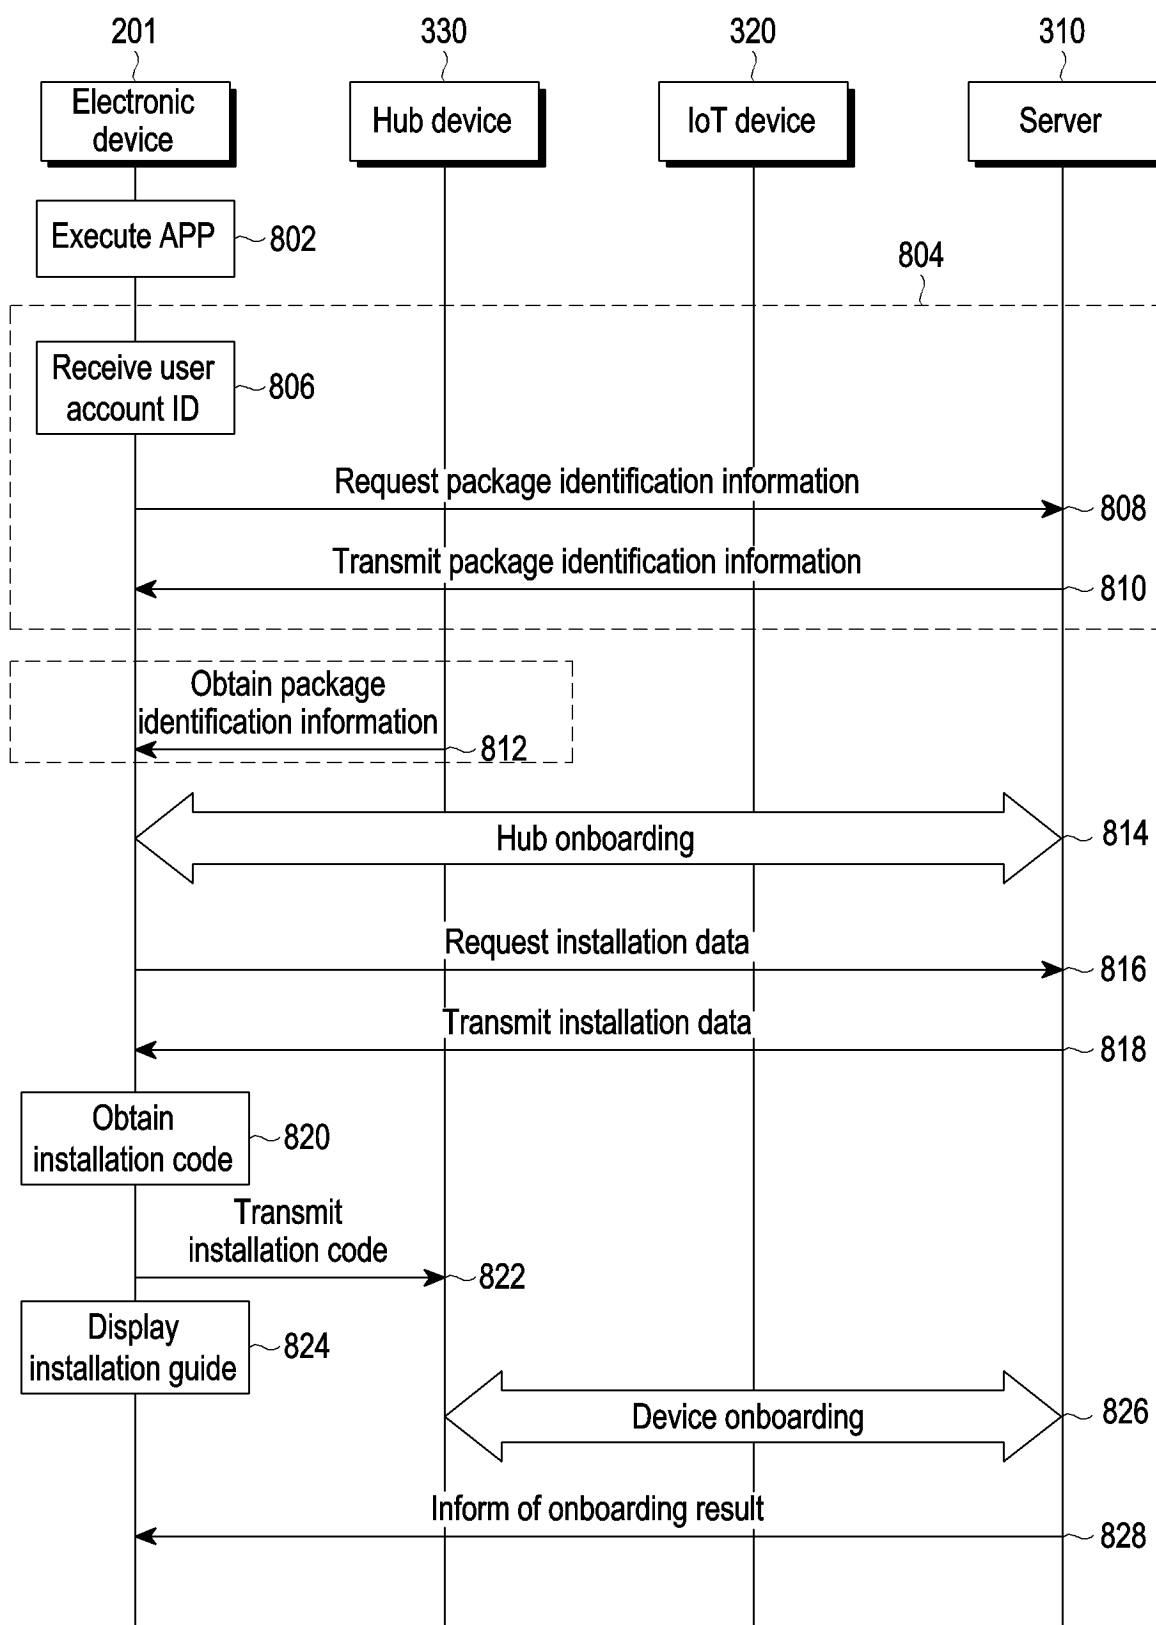 201
330
320
310
Electronic
device
Hub device
IoT device
Server
Execute APP
802
804
Receive user
account ID
806
Request package identification information
808
Transmit package identification information
810
Obtain package
identification information
812
Hub onboarding
814
Request installation data
816
Transmit installation data
818
Obtain
installation code
820
Transmit
installation code
822
Display
installation guide
824
Device onboarding
826
Inform of onboarding result
828